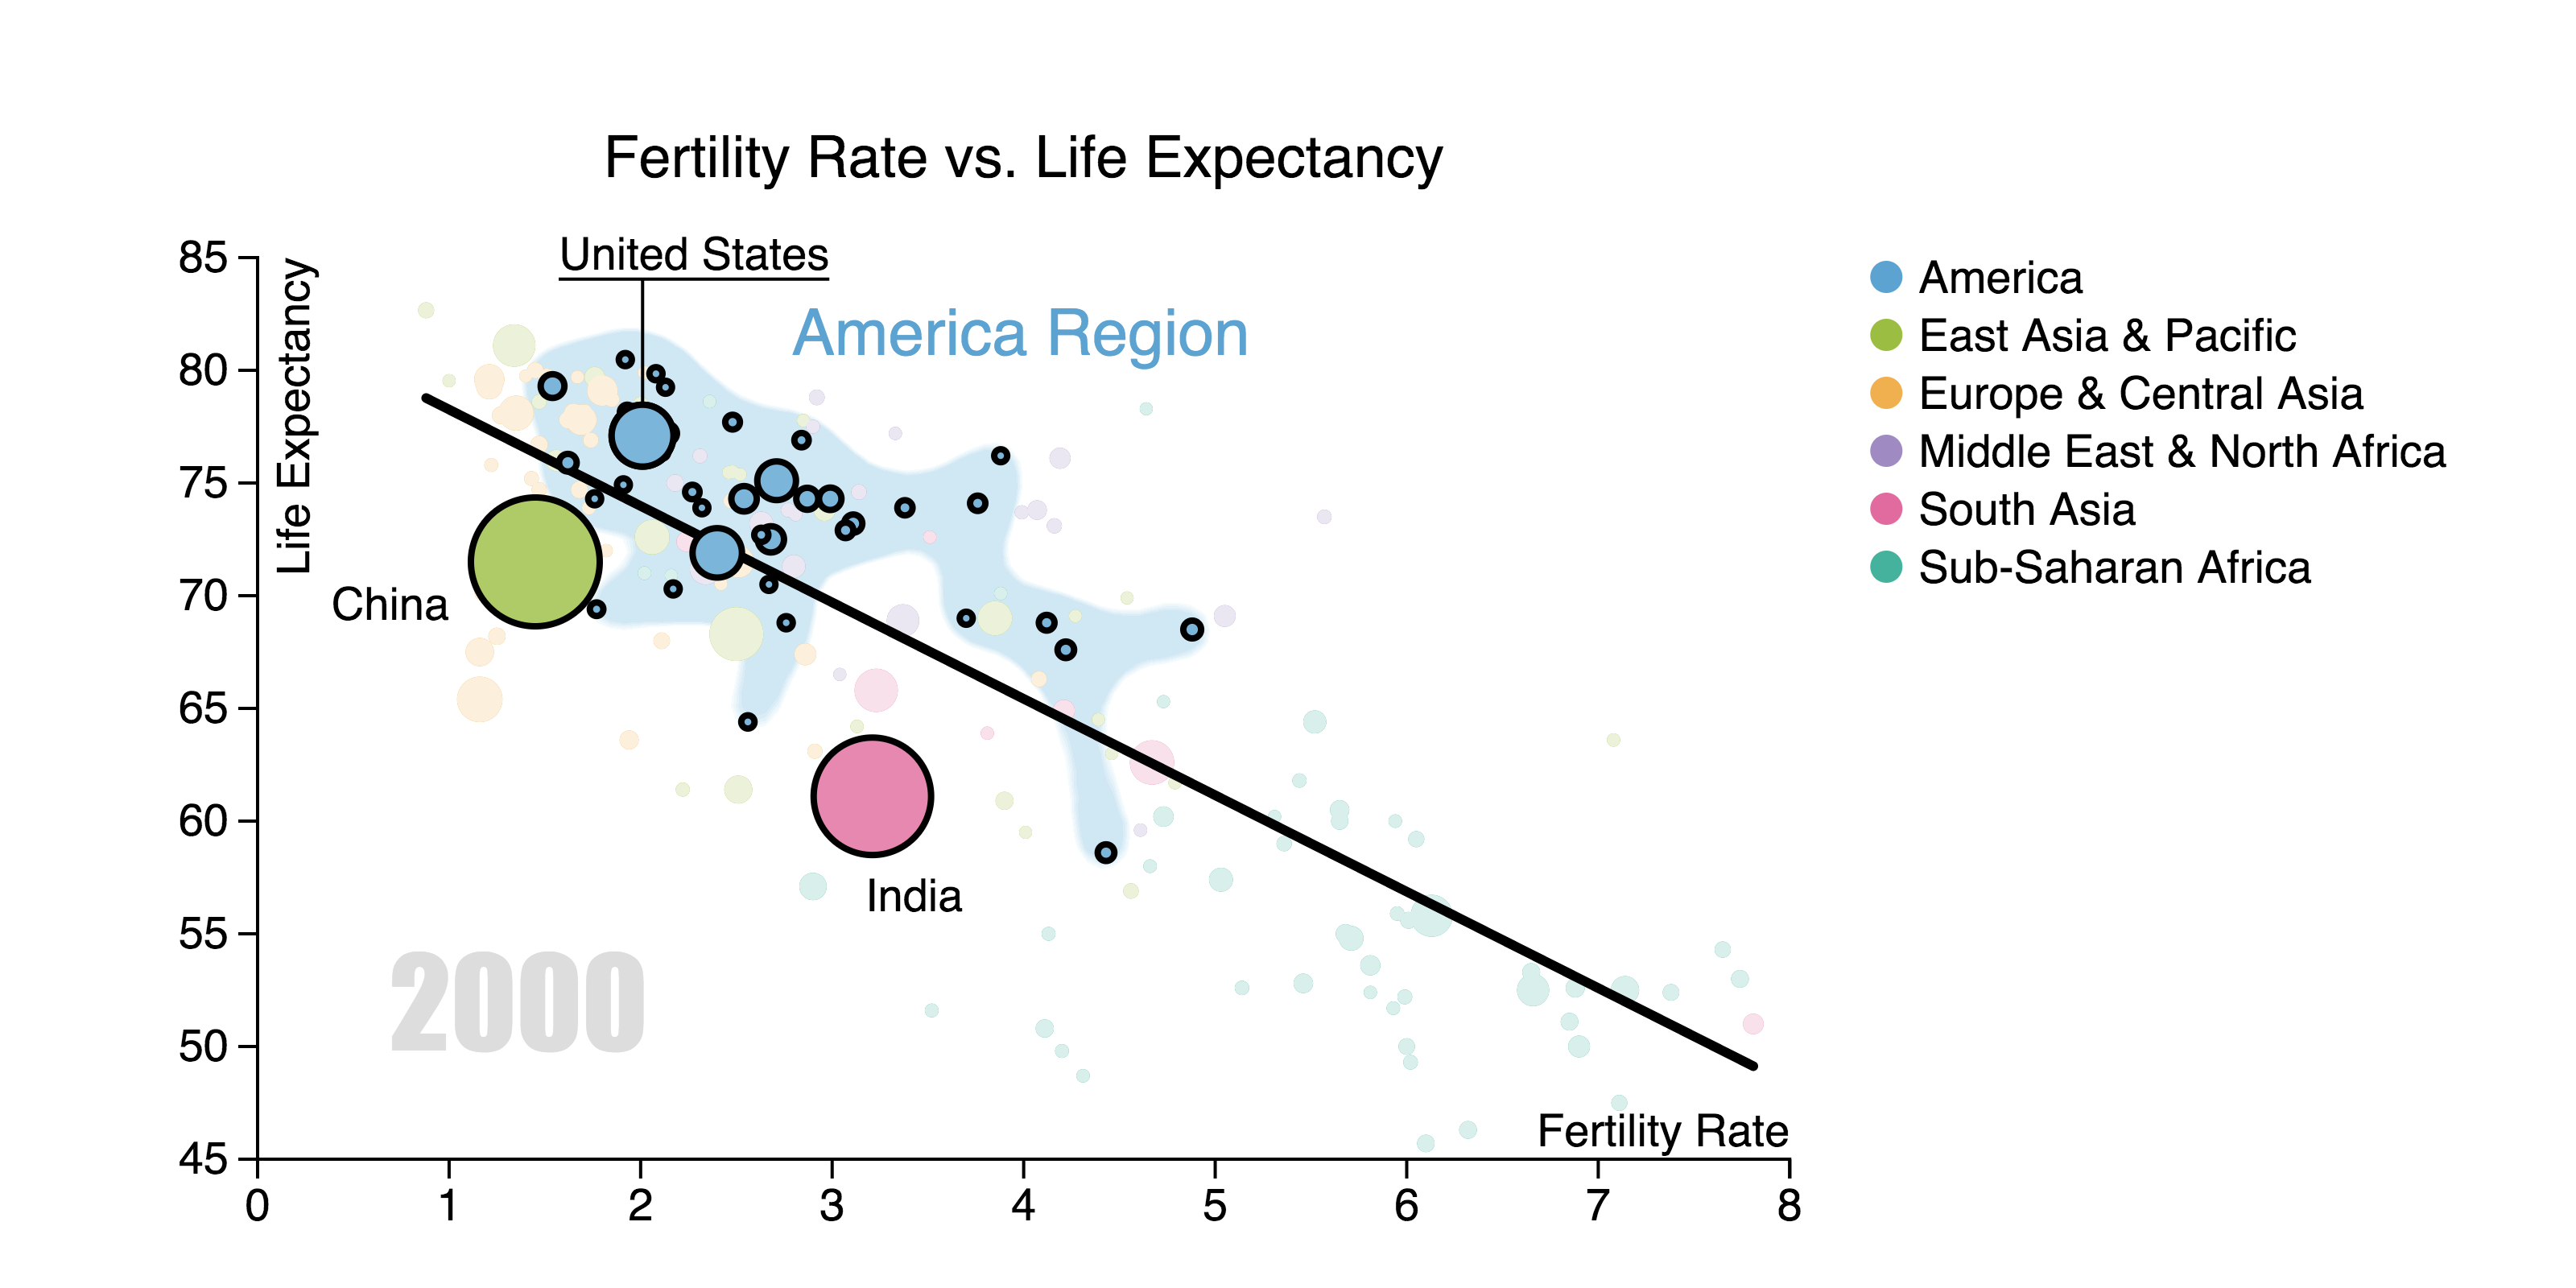 Fertility Rate vs. Life Expectancy
United States
America Region
Life Expectancy
85
80
75
70
65
60
55
50
45
China
India
2000
Fertility Rate
0 1 2 3 4 5 6 7 8
America
East Asia & Pacific
Europe & Central Asia
Middle East & North Africa
South Asia
Sub-Saharan Africa